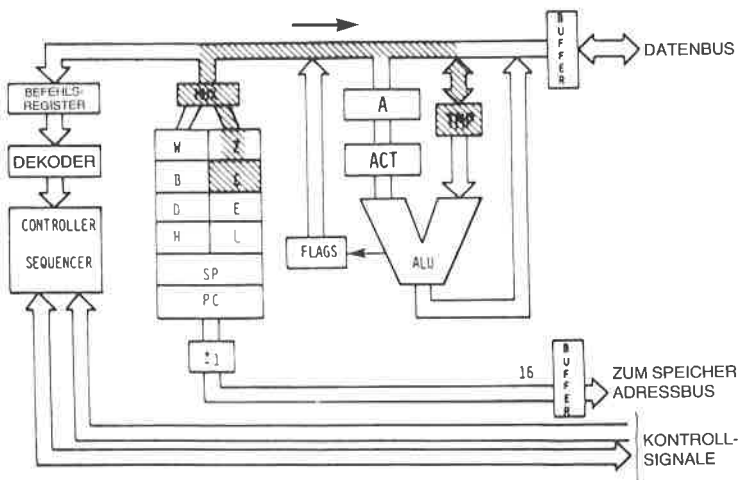 BUFFER
DATENBUS
BEFEHLS-
REGISTER
MUX
A
TMP
DEKODER
W
Z
ACT
B
C
D
E
CONTROLLER
SEQUENCER
H
L
FLAGS
ALU
SP
PC
±1
16
BUFFER
ZUM SPEICHER
ADRESSBUS
KONTROLL-
SIGNALE